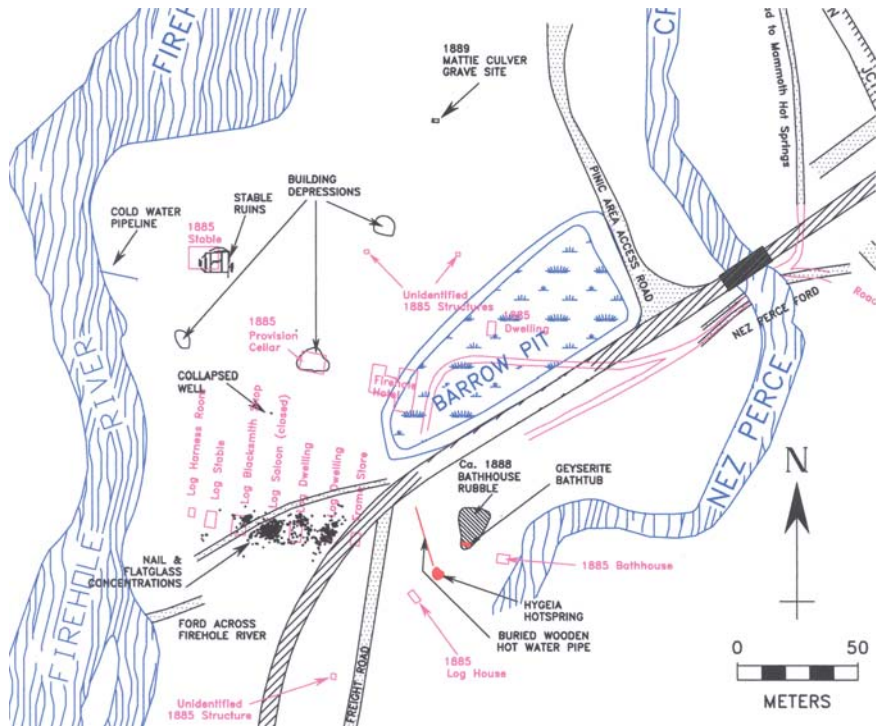 FIREH
CR
1889
MATTIE CULVER
GRAVE SITE
d to Mammoth Hot Springs
JCT
N
BUILDING
DEPRESSIONS
STABLE
RUINS
COLD WATER
PIPELINE
1885
Stable
PINIC AREA ACCESS ROAD
Unidentified
1885 Structures
1885
Dwelling
NEZ PERCE FORD
Road
1885
Provision
Cellar
RIVER
BARROW PIT
Firehole
Hotel
COLLAPSED
WELL
Log Harness Room
Log Stable
Log Blacksmith Shop
Log Saloon (closed)
Log Dwelling
Log Dwelling
Frame Store
Ca. 1888
BATHHOUSE
RUBBLE
GEYSERITE
BATHTUB
NEZ PERCE
N
NAIL &
FLATGLASS
CONCENTRATIONS
1885 Bathhouse
FIREHOLE
FORD ACROSS
FIREHOLE RIVER
HYGEIA
HOTSPRING
BURIED WOODEN
HOT WATER PIPE
1885
Log House
FREIGHT ROAD
Unidentified
1885 Structure
0 50
METERS